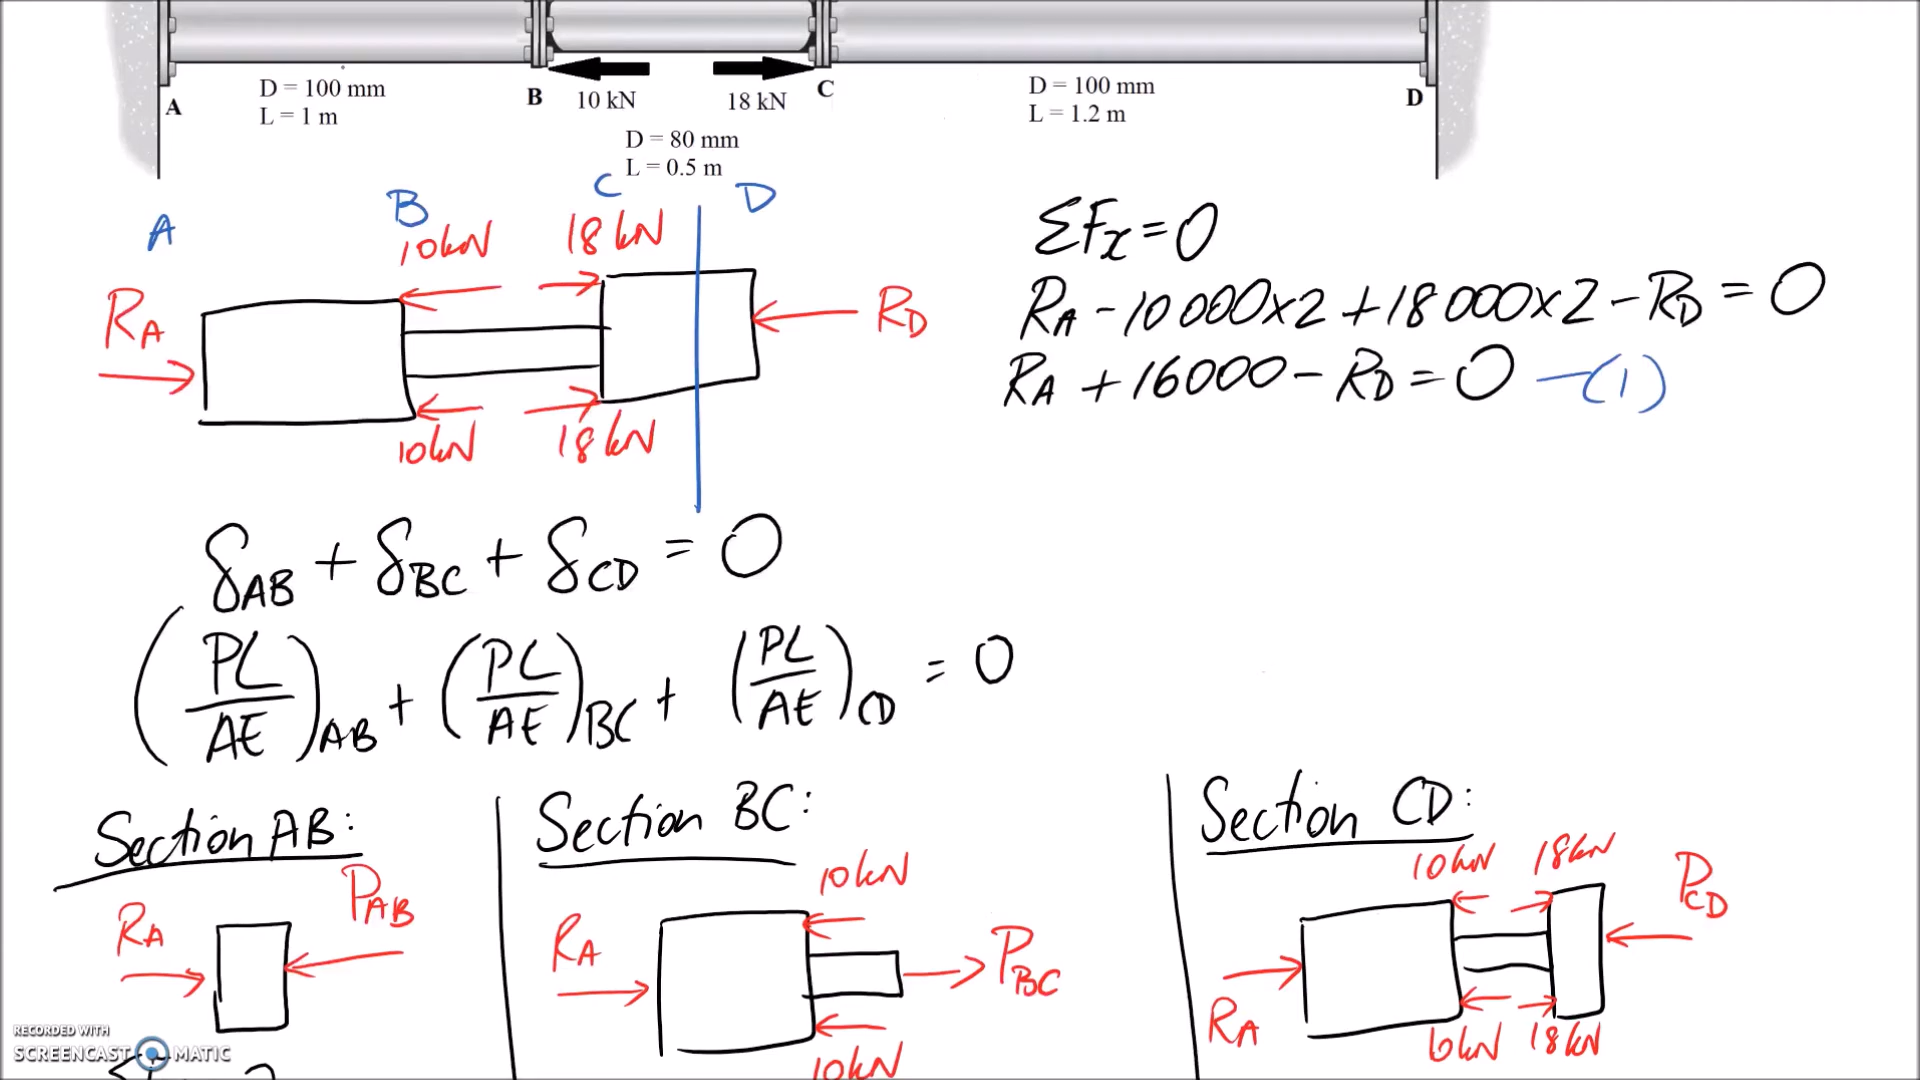 A
D = 100 mm
L = 1 m
B
10 kN
18 kN
C
D = 80 mm
L = 0.5 m
D = 100 mm
L = 1.2 m
D
A
B
C
D
10kN
18kN
RA
RD
10kN
18kN
ΣFx = 0
RA - 10 000x2 + 18 000x2 - RD = 0
RA + 16000 - RD = 0 —(1)
δAB + δBC + δCD = 0
(PL/AE)AB + (PL/AE)BC + (PL/AE)CD = 0
Section AB:
RA
PAB
Section BC:
10kN
RA
PBC
10kN
Section CD:
10kN
18kN
PCD
RA
10kN
18kN
RECORDED WITH
SCREENCAST MATIC